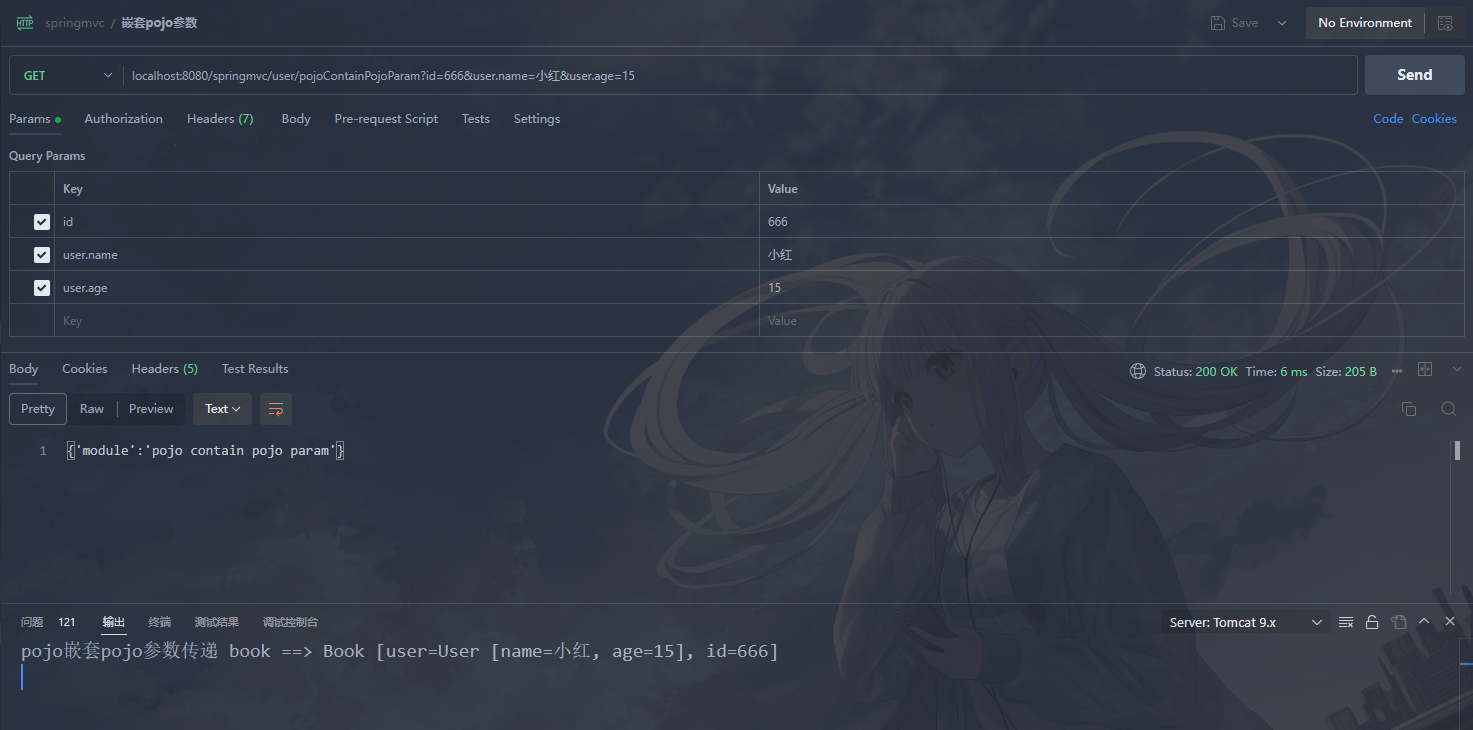 HTTP springmvc / 嵌套pojo参数 Save No Environment
GET localhost:8080/springmvc/user/pojoContainPojoParam?id=666&user.name=小红&user.age=15 Send
Params Authorization Headers (7) Body Pre-request Script Tests Settings Code Cookies
Query Params
Key Value
id 666
user.name 小红
user.age 15
Key Value
Body Cookies Headers (5) Test Results Status: 200 OK Time: 6 ms Size: 205 B
Pretty Raw Preview Text
1 {'module':'pojo contain pojo param'}
问题 121 输出 终端 测试结果 调试控制台 Server: Tomcat 9.x
pojo嵌套pojo参数传递 book ==> Book [user=User [name=小红, age=15], id=666]